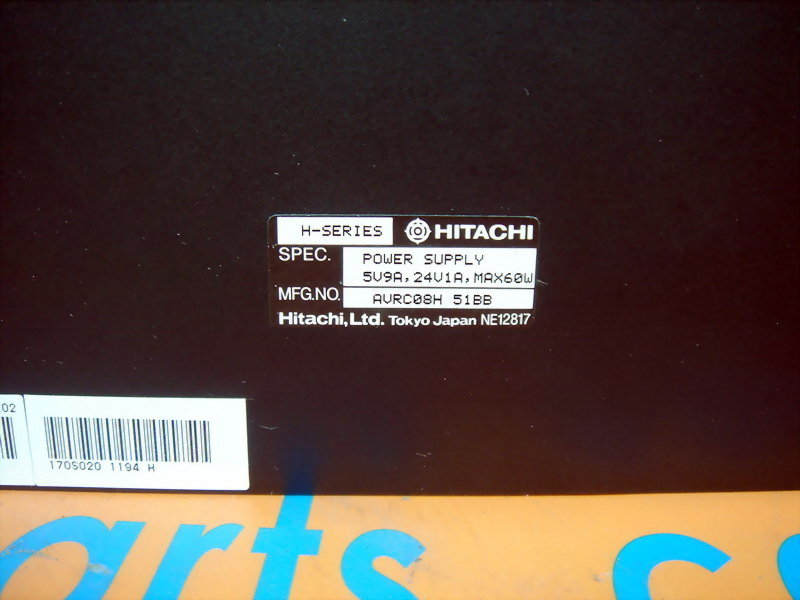 H-SERIES HITACHI
SPEC. POWER SUPPLY
5V9A,24V1A,MAX60W
MFG.NO. AVRC08H 51BB
Hitachi,Ltd. Tokyo Japan NE12817
02
170S020 1194 H
arts